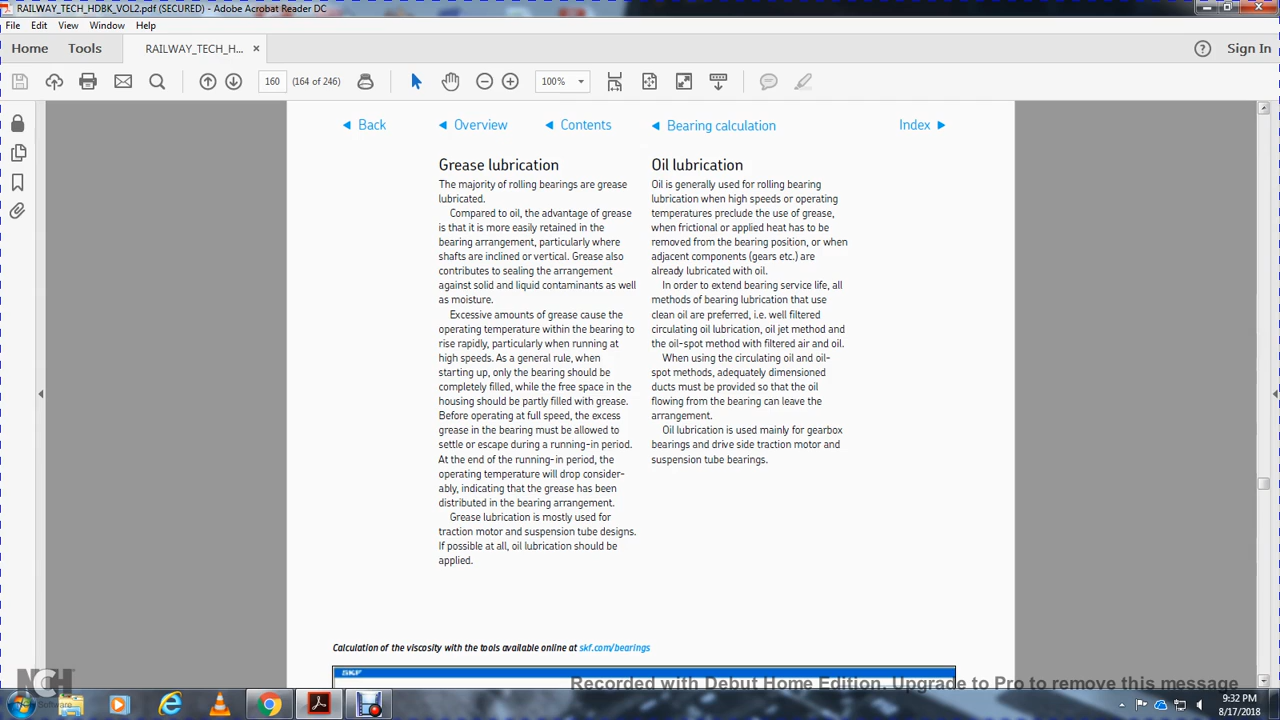 RAILWAY_TECH_HDBK_VOL2.pdf (SECURED) - Adobe Acrobat Reader DC
File Edit View Window Help
Home Tools RAILWAY_TECH_H... × Sign In
160 (164 of 246) 100%
Back Overview Contents Bearing calculation Index
Grease lubrication
The majority of rolling bearings are grease
lubricated.
Compared to oil, the advantage of grease
is that it is more easily retained in the
bearing arrangement, particularly where
shafts are inclined or vertical. Grease also
contributes to sealing the arrangement
against solid and liquid contaminants as well
as moisture.
Excessive amounts of grease cause the
operating temperature within the bearing to
rise rapidly, particularly when running at
high speeds. As a general rule, when
starting up, only the bearing should be
completely filled, while the free space in the
housing should be partly filled with grease.
Before operating at full speed, the excess
grease in the bearing must be allowed to
settle or escape during a running-in period.
At the end of the running-in period, the
operating temperature will drop consider-
ably, indicating that the grease has been
distributed in the bearing arrangement.
Grease lubrication is mostly used for
traction motor and suspension tube designs.
If possible at all, oil lubrication should be
applied.
Oil lubrication
Oil is generally used for rolling bearing
lubrication when high speeds or operating
temperatures preclude the use of grease,
when frictional or applied heat has to be
removed from the bearing position, or when
adjacent components (gears etc.) are
already lubricated with oil.
In order to extend bearing service life, all
methods of bearing lubrication that use
clean oil are preferred, i.e. well filtered
circulating oil lubrication, oil jet method and
the oil-spot method with filtered air and oil.
When using the circulating oil and oil-
spot methods, adequately dimensioned
ducts must be provided so that the oil
flowing from the bearing can leave the
arrangement.
Oil lubrication is used mainly for gearbox
bearings and drive side traction motor and
suspension tube bearings.
Calculation of the viscosity with the tools available online at skf.com/bearings
SKF
NCH Software
Recorded with Debut Home Edition. Upgrade to Pro to remove this message
9:32 PM
8/17/2018